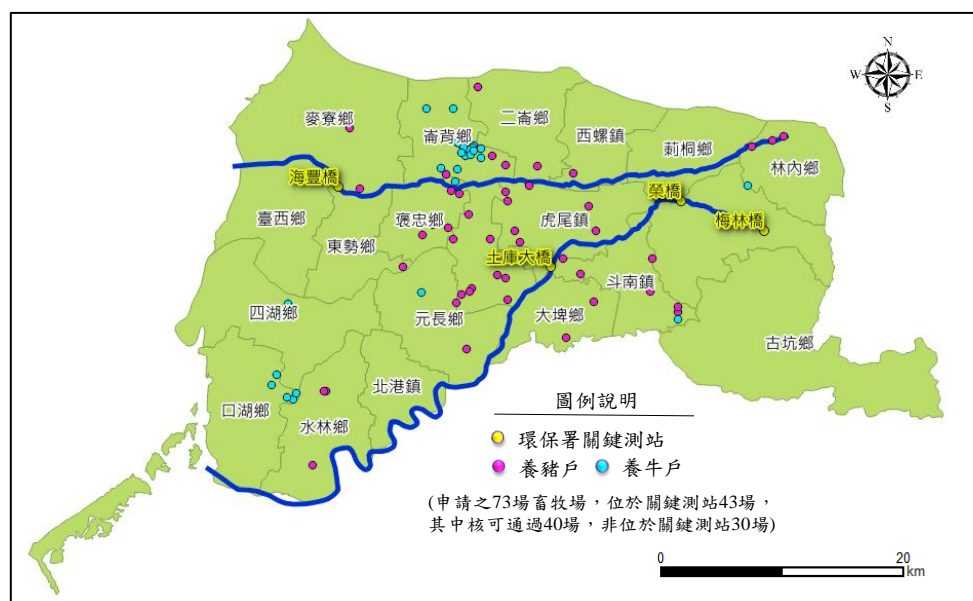 N
W
E
S
麥寮鄉
崙背鄉
二崙鄉
西螺鎮
莿桐鄉
林內鄉
海豐橋
榮橋
梅林橋
臺西鄉
東勢鄉
褒忠鄉
虎尾鎮
土庫大橋
斗南鎮
四湖鄉
元長鄉
大埤鄉
古坑鄉
口湖鄉
水林鄉
北港鎮
圖例說明
環保署關鍵測站
養豬戶 養牛戶
(申請之73場畜牧場，位於關鍵測站43場，
其中核可通過40場，非位於關鍵測站30場)
0 20
km